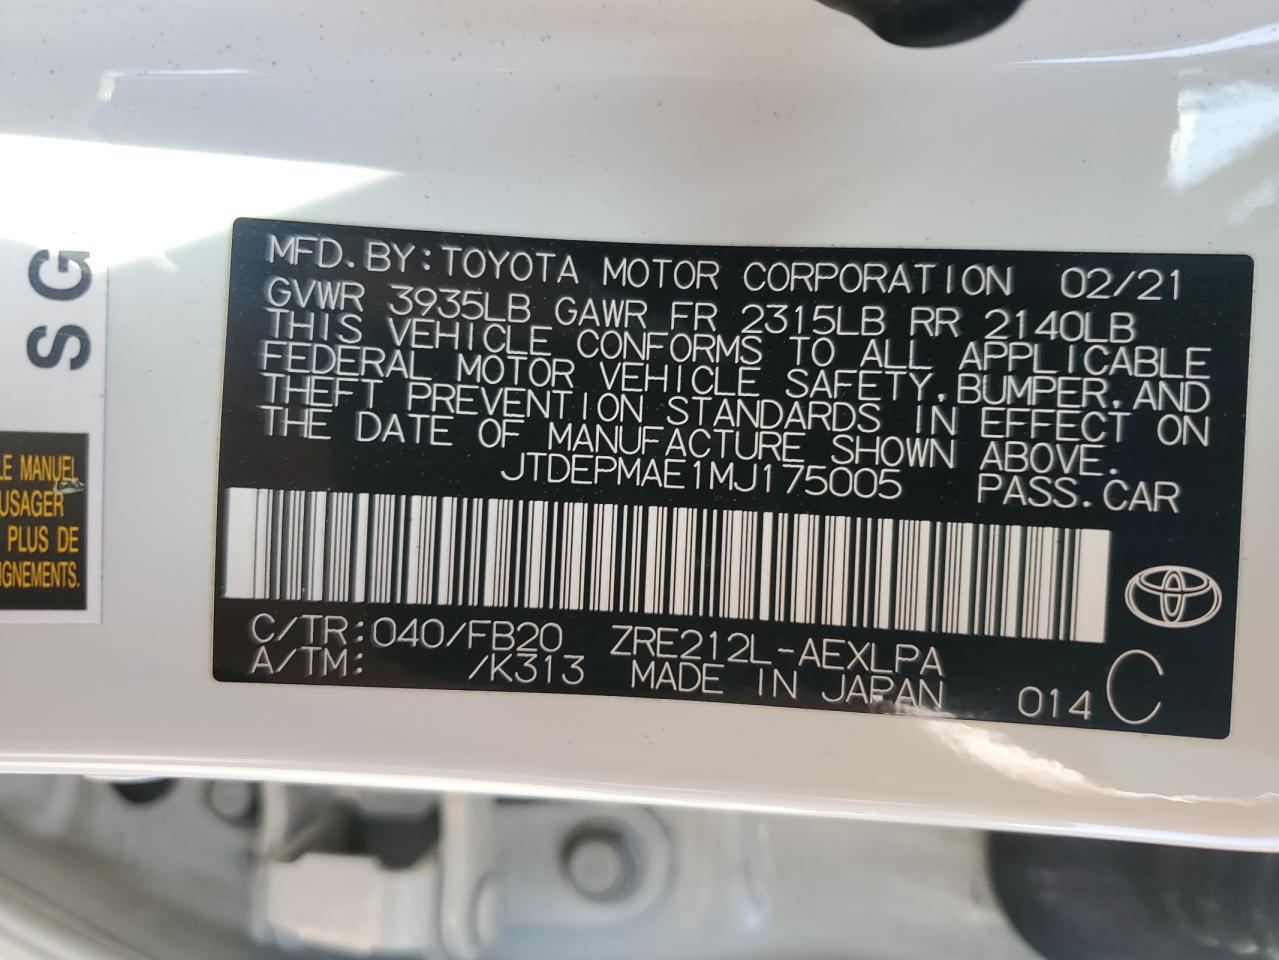 MFD. BY: TOYOTA MOTOR CORPORATION 02/21
GVWR 3935LB GAWR FR 2315LB RR 2140LB
THIS VEHICLE CONFORMS TO ALL APPLICABLE
FEDERAL MOTOR VEHICLE SAFETY, BUMPER, AND
THEFT PREVENTION STANDARDS IN EFFECT ON
THE DATE OF MANUFACTURE SHOWN ABOVE.
JTDEPMAE1MJ175005 PASS.CAR
C/TR:040/FB20 ZRE212L-AEXLPA
A/TM: /K313 MADE IN JAPAN 014 C
SG
LE MANUEL
USAGER
PLUS DE
IGNEMENTS.